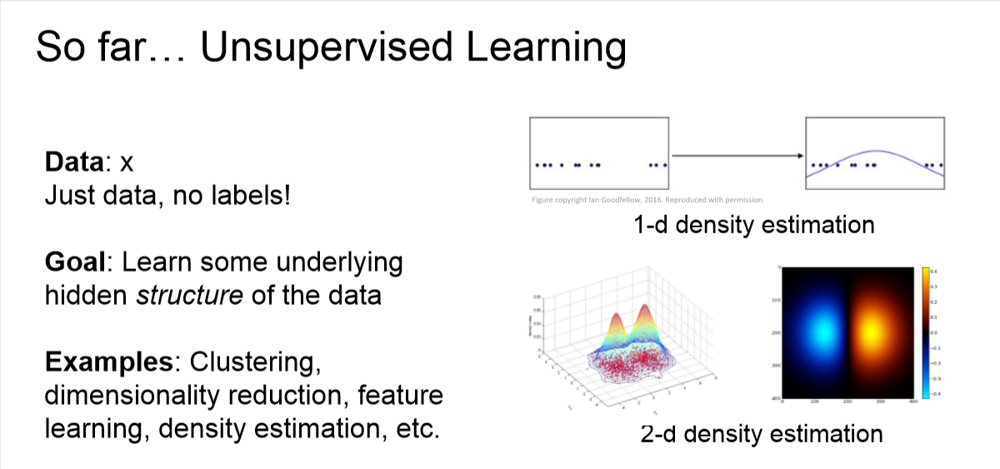 So far… Unsupervised Learning
Data: x
Just data, no labels!
Goal: Learn some underlying
hidden structure of the data
Examples: Clustering,
dimensionality reduction, feature
learning, density estimation, etc.
Figure copyright Ian Goodfellow, 2016. Reproduced with permission.
1-d density estimation
0
100
200
300
400
0 100 200 300 400
0.4
0.3
0.2
0.1
0.0
-0.1
-0.2
-0.3
-0.4
2-d density estimation